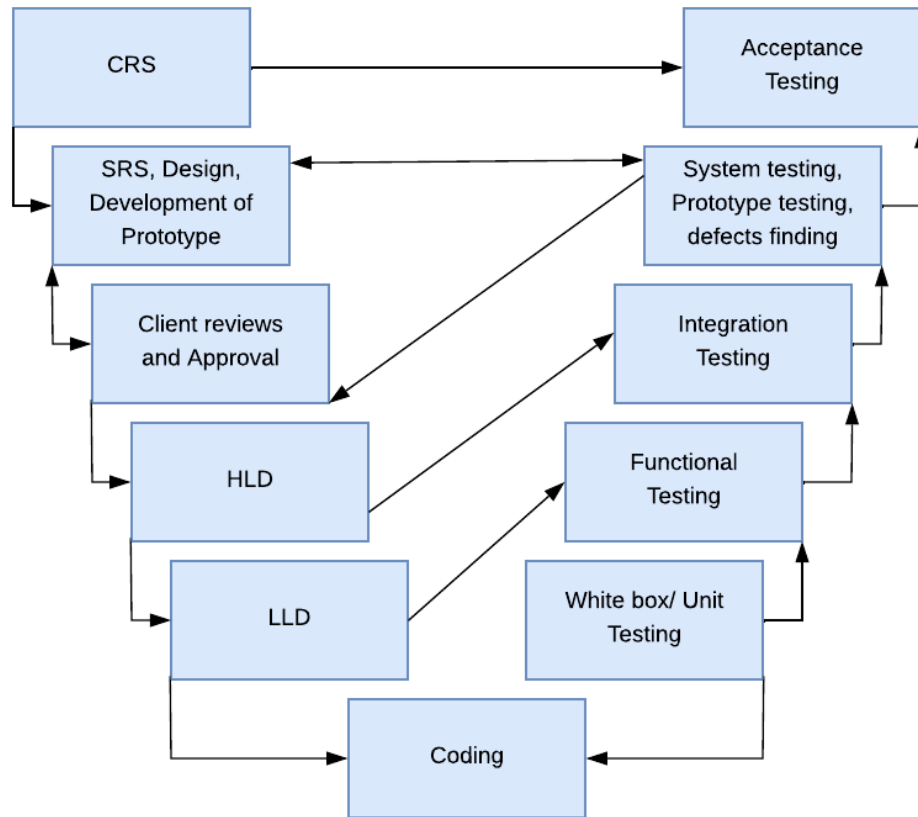 CRS
Acceptance
Testing
SRS, Design,
Development of
Prototype
System testing,
Prototype testing,
defects finding
Client reviews
and Approval
Integration
Testing
HLD
Functional
Testing
LLD
White box/ Unit
Testing
Coding